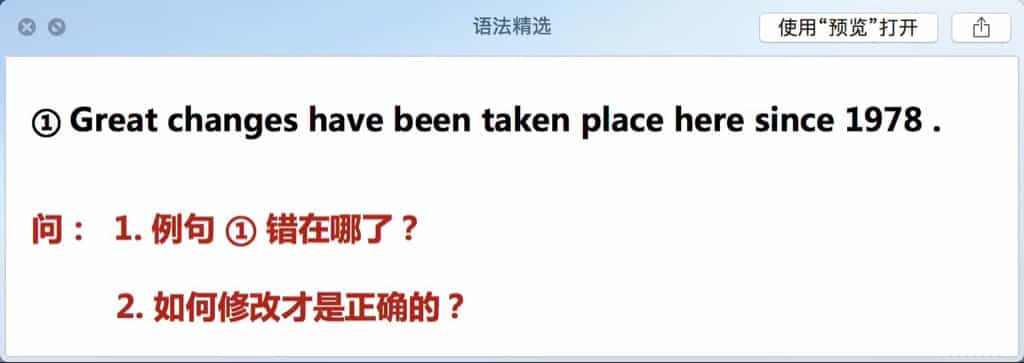 语法精选
使用“预览”打开
① Great changes have been taken place here since 1978 .
问： 1. 例句 ① 错在哪了？
2. 如何修改才是正确的？